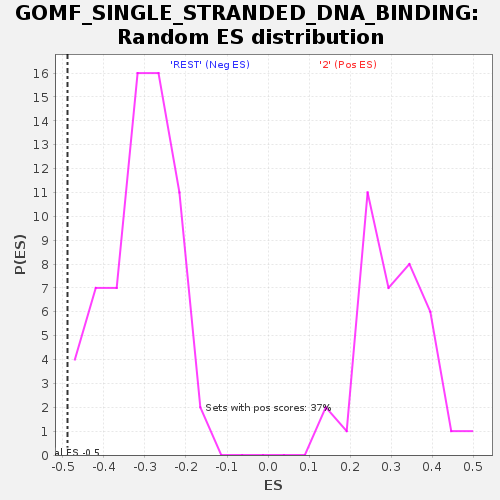 GOMF_SINGLE_STRANDED_DNA_BINDING:
Random ES distribution
'REST' (Neg ES) '2' (Pos ES)
16
15
14
13
12
11
10
9
8
7
6
5
4
3
2
1
0
P(ES)
Sets with pos scores: 37%
al ES -0.5
-0.5 -0.4 -0.3 -0.2 -0.1 0.0 0.1 0.2 0.3 0.4 0.5
ES